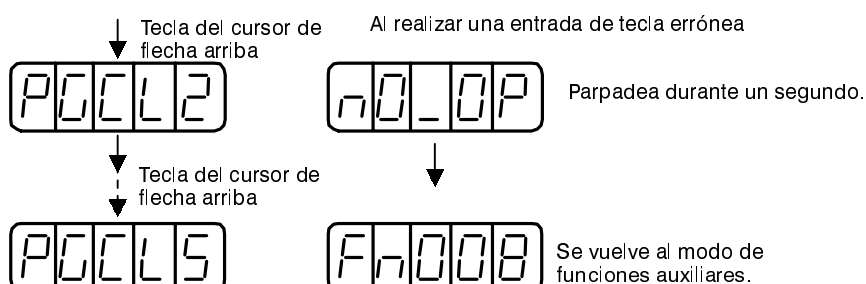 Tecla del cursor de
flecha arriba
Al realizar una entrada de tecla errónea
PGCL2
n0_0P
Parpadea durante un segundo.
Tecla del cursor de
flecha arriba
PGCL5
Fn008
Se vuelve al modo de
funciones auxiliares.